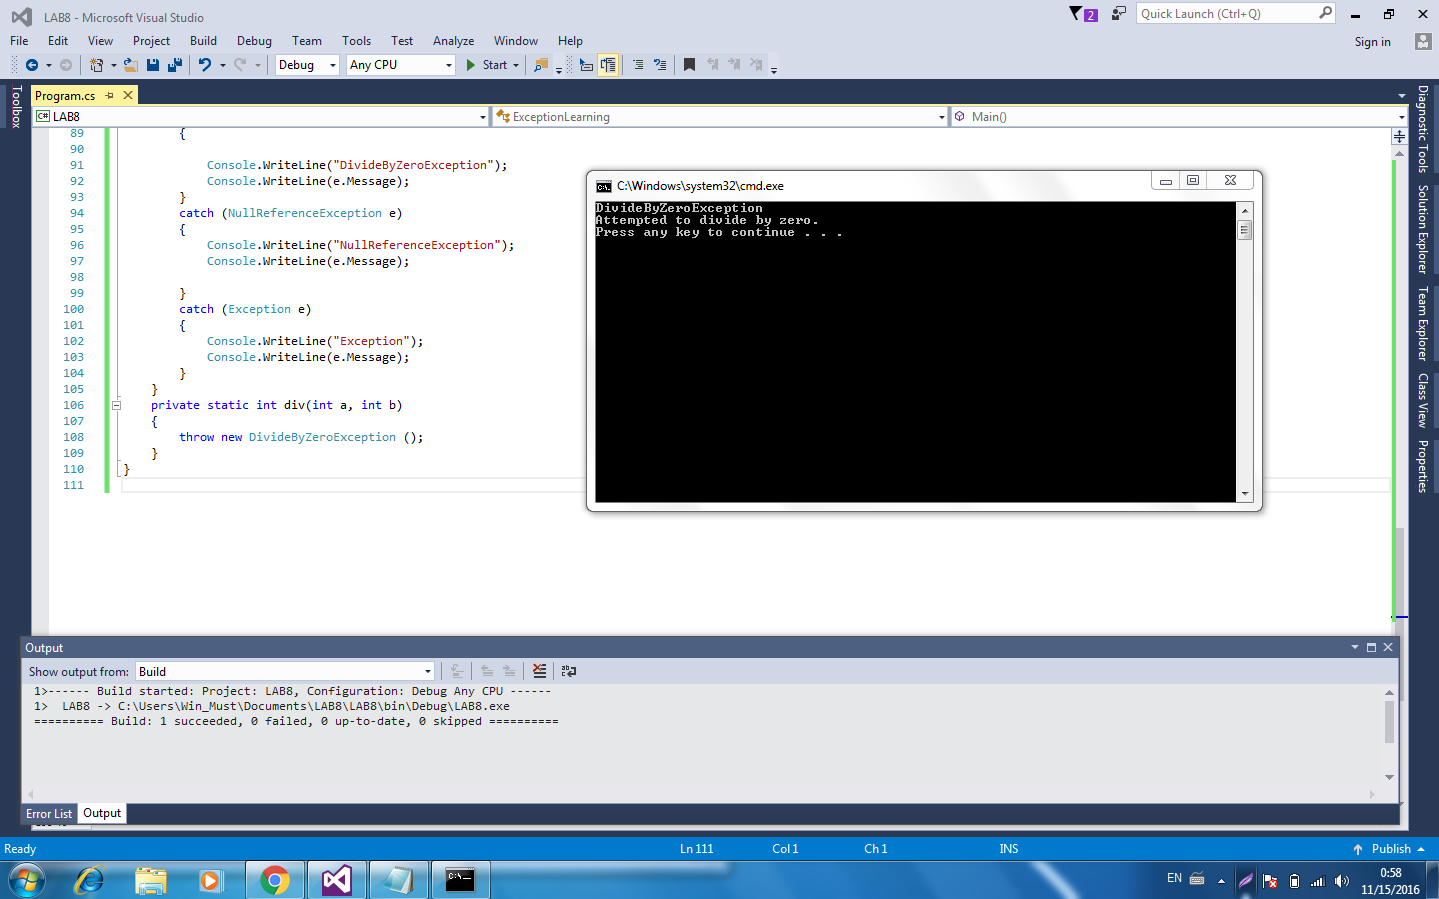 LAB8 - Microsoft Visual Studio
2
Quick Launch (Ctrl+Q)
File Edit View Project Build Debug Team Tools Test Analyze Window Help
Sign in
Debug Any CPU Start
Toolbox
Program.cs
C# LAB8 ExceptionLearning Main()
89 {
90
91 Console.WriteLine("DivideByZeroException");
92 Console.WriteLine(e.Message);
93 }
94 catch (NullReferenceException e)
95 {
96 Console.WriteLine("NullReferenceException");
97 Console.WriteLine(e.Message);
98
99 }
100 catch (Exception e)
101 {
102 Console.WriteLine("Exception");
103 Console.WriteLine(e.Message);
104 }
105 }
106 private static int div(int a, int b)
107 {
108 throw new DivideByZeroException ();
109 }
110 }
111
C:\Windows\system32\cmd.exe
DivideByZeroException
Attempted to divide by zero.
Press any key to continue . . .
Diagnostic Tools
Solution Explorer
Team Explorer
Class View
Properties
Output
Show output from: Build
1>------ Build started: Project: LAB8, Configuration: Debug Any CPU ------
1>  LAB8 -> C:\Users\Win_Must\Documents\LAB8\LAB8\bin\Debug\LAB8.exe
========== Build: 1 succeeded, 0 failed, 0 up-to-date, 0 skipped ==========
Error List Output
Ready Ln 111 Col 1 Ch 1 INS Publish
EN
0:58
11/15/2016